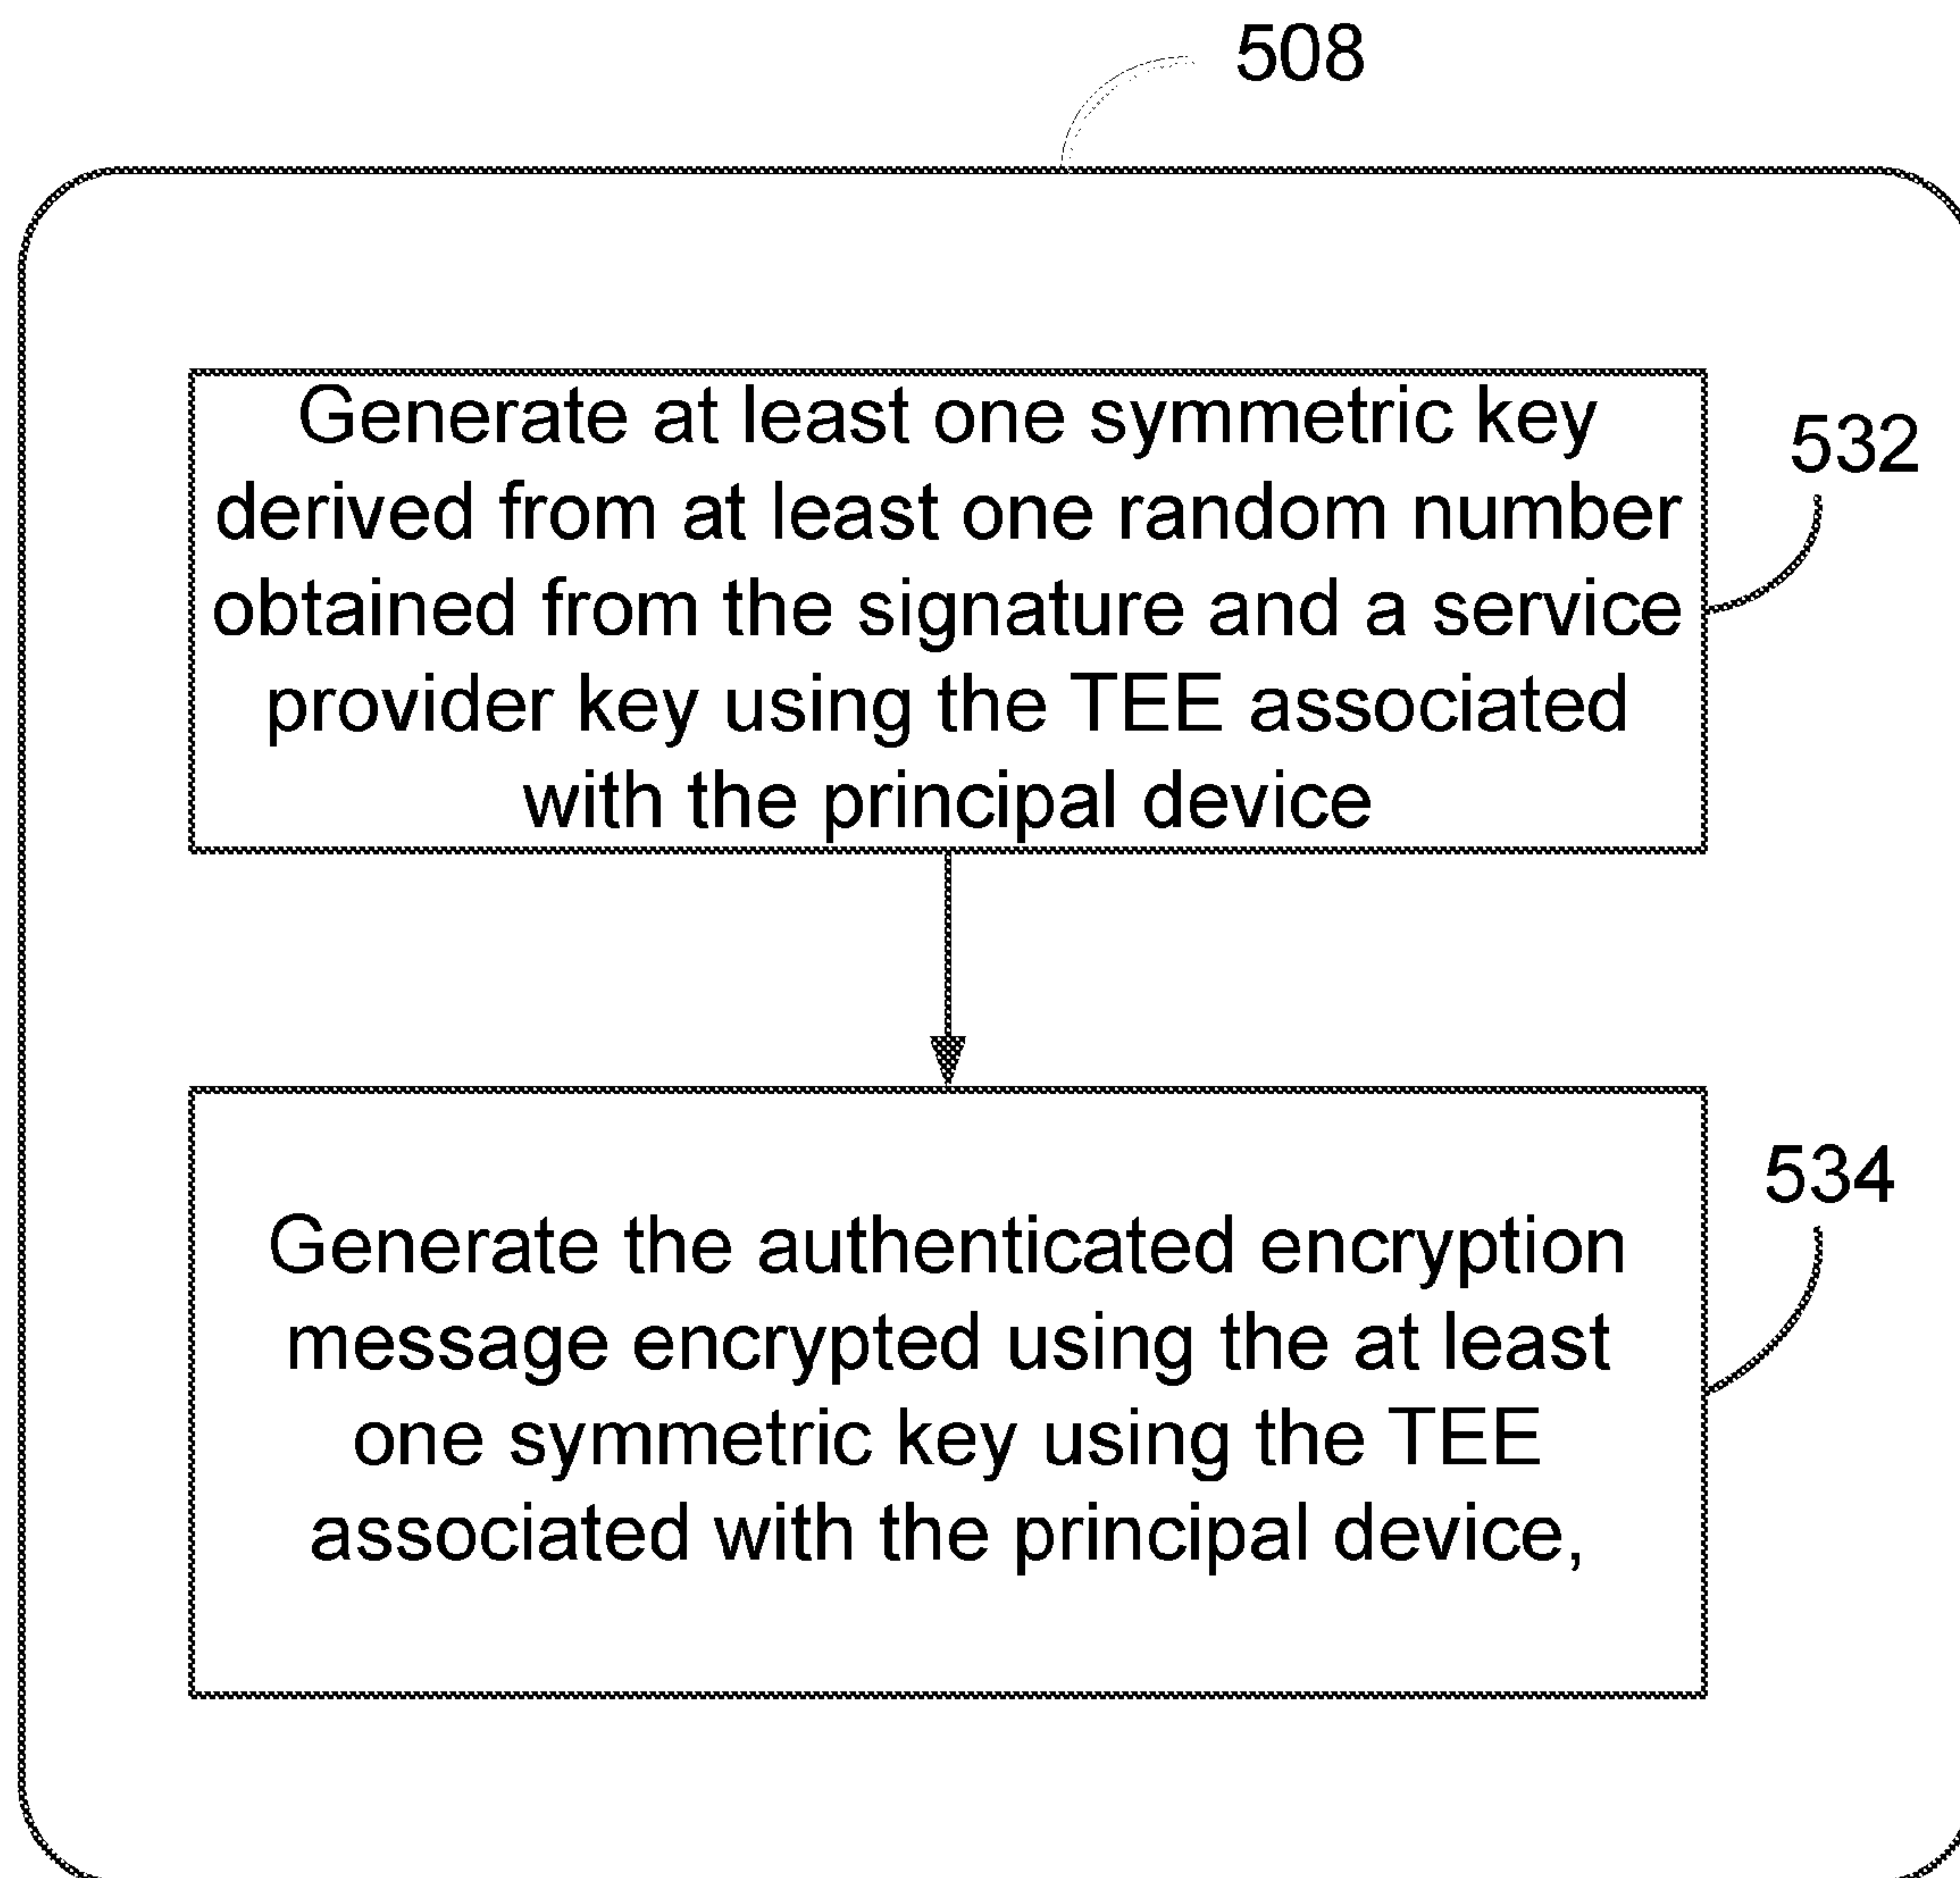 508
Generate at least one symmetric key
derived from at least one random number
obtained from the signature and a service
provider key using the TEE associated
with the principal device
532
Generate the authenticated encryption
message encrypted using the at least
one symmetric key using the TEE
associated with the principal device,
534